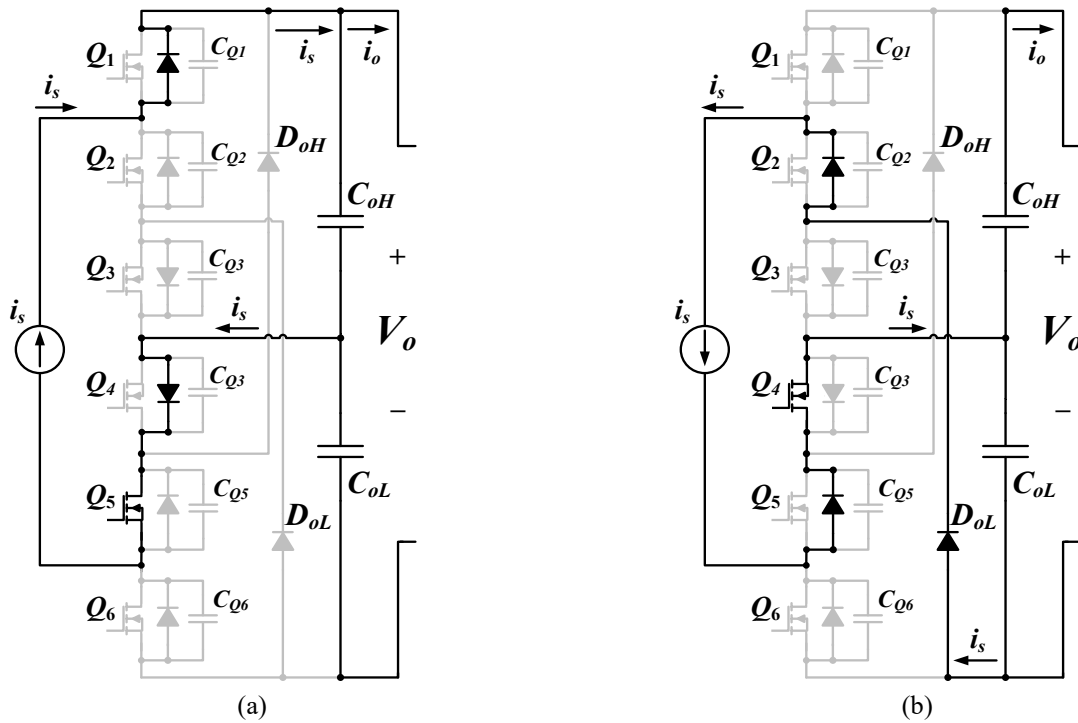 Q1
CQ1
is
io
is
Q2
CQ2
DoH
CoH
Q3
CQ3
+
is
is
Vo
Q4
CQ3
−
CoL
Q5
CQ5
DoL
Q6
CQ6
(a)
Q1
CQ1
io
is
Q2
CQ2
DoH
CoH
Q3
CQ3
+
is
is
Vo
Q4
CQ3
−
CoL
Q5
CQ5
DoL
Q6
CQ6
is
(b)